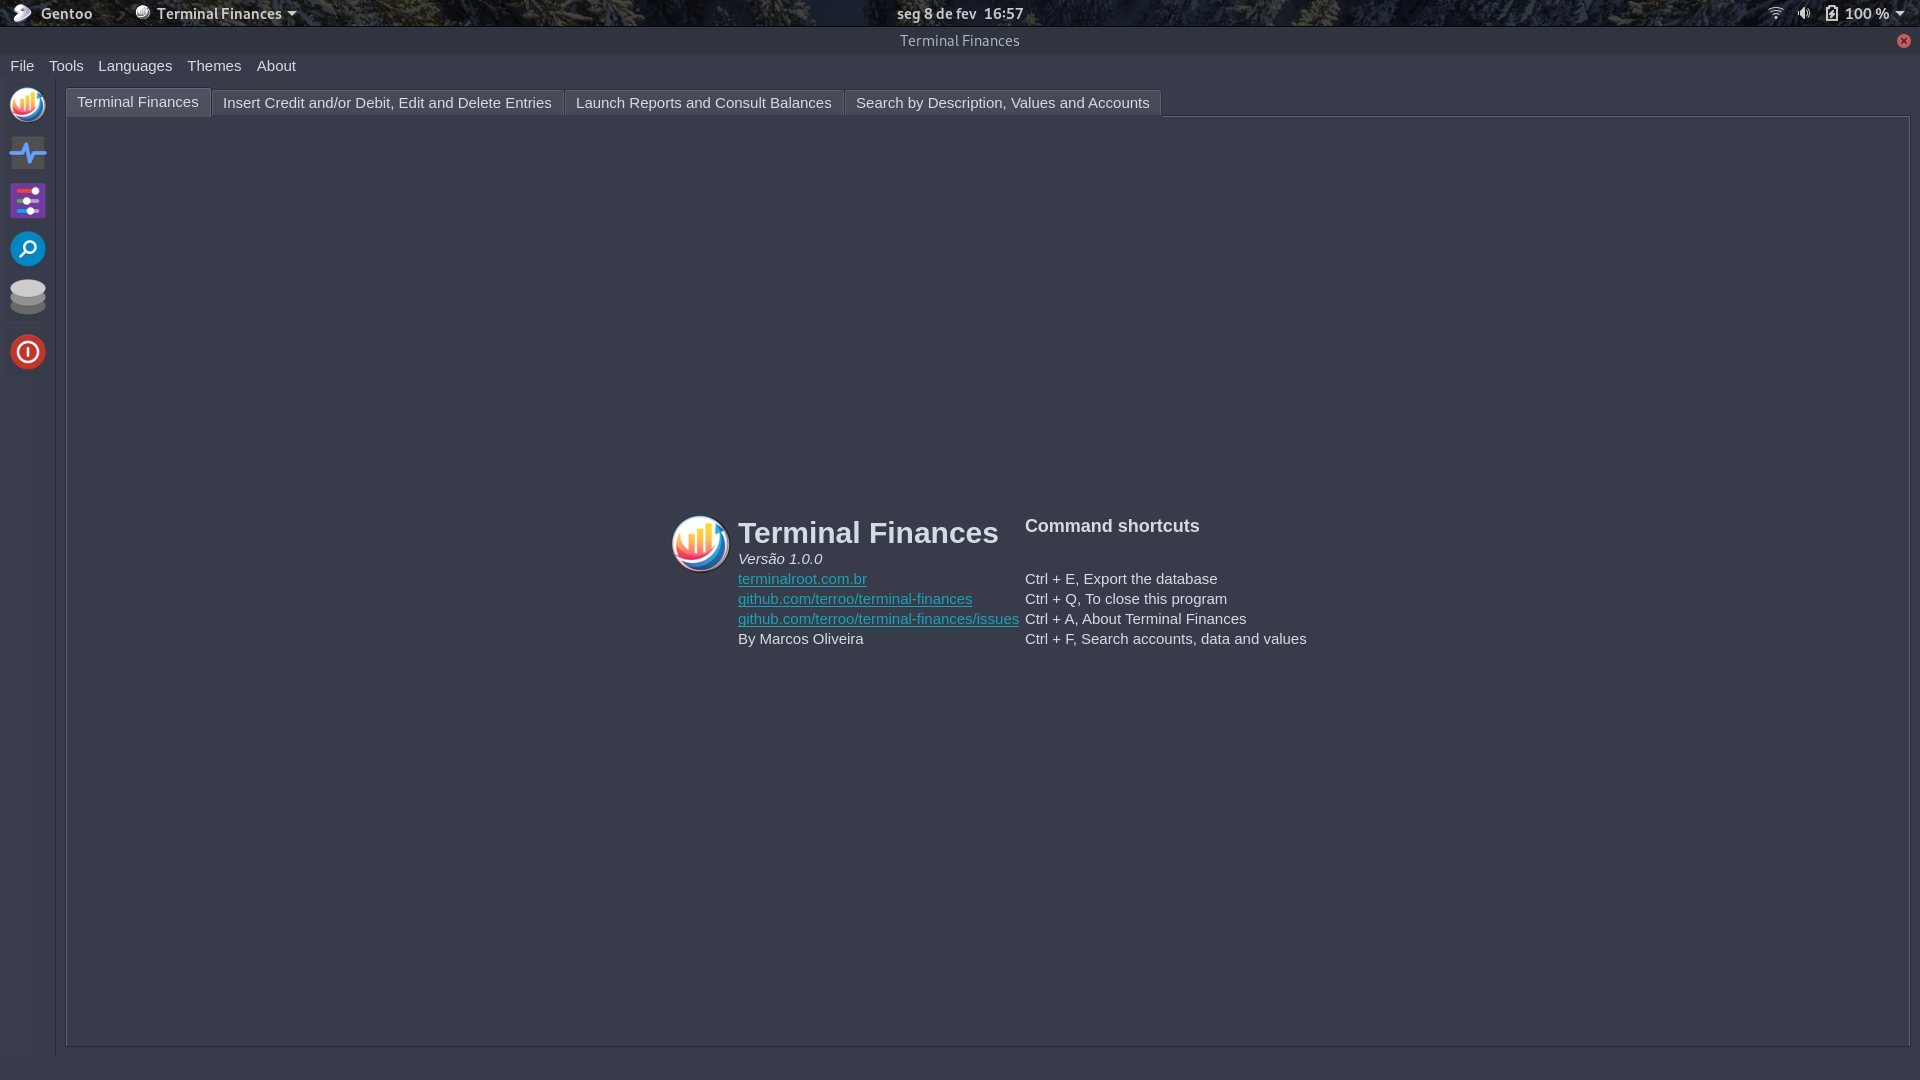 Gentoo
Terminal Finances
seg 8 de fev 16:57
100 %
Terminal Finances
File Tools Languages Themes About
Terminal Finances
Insert Credit and/or Debit, Edit and Delete Entries
Launch Reports and Consult Balances
Search by Description, Values and Accounts
Terminal Finances
Versão 1.0.0
terminalroot.com.br
github.com/terroo/terminal-finances
github.com/terroo/terminal-finances/issues
By Marcos Oliveira
Command shortcuts
Ctrl + E, Export the database
Ctrl + Q, To close this program
Ctrl + A, About Terminal Finances
Ctrl + F, Search accounts, data and values